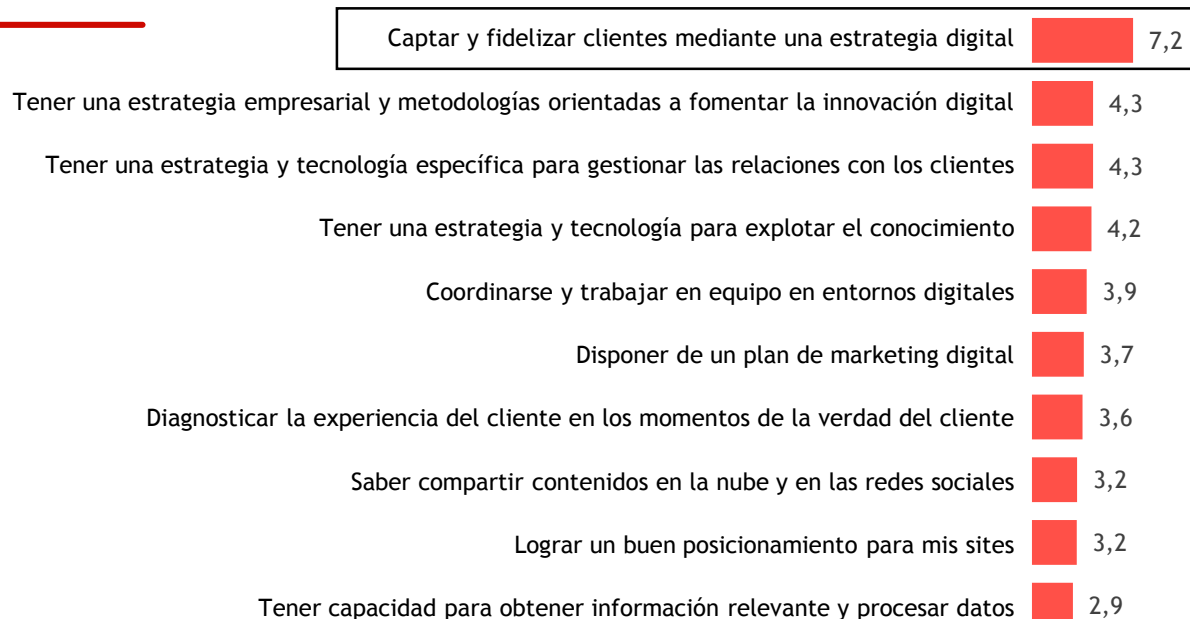 Captar y fidelizar clientes mediante una estrategia digital 7,2
Tener una estrategia empresarial y metodologías orientadas a fomentar la innovación digital 4,3
Tener una estrategia y tecnología específica para gestionar las relaciones con los clientes 4,3
Tener una estrategia y tecnología para explotar el conocimiento 4,2
Coordinarse y trabajar en equipo en entornos digitales 3,9
Disponer de un plan de marketing digital 3,7
Diagnosticar la experiencia del cliente en los momentos de la verdad del cliente 3,6
Saber compartir contenidos en la nube y en las redes sociales 3,2
Lograr un buen posicionamiento para mis sites 3,2
Tener capacidad para obtener información relevante y procesar datos 2,9